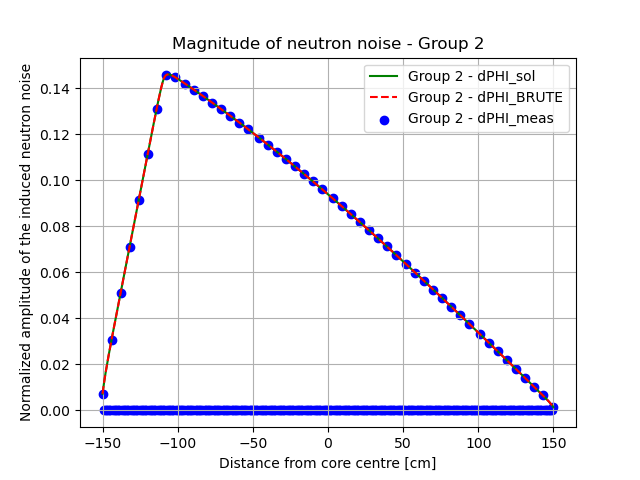 Magnitude of neutron noise - Group 2
Normalized amplitude of the induced neutron noise
0.14
0.12
0.10
0.08
0.06
0.04
0.02
0.00
Group 2 - dPHI_sol
Group 2 - dPHI_BRUTE
Group 2 - dPHI_meas
−150 −100 −50 0 50 100 150
Distance from core centre [cm]